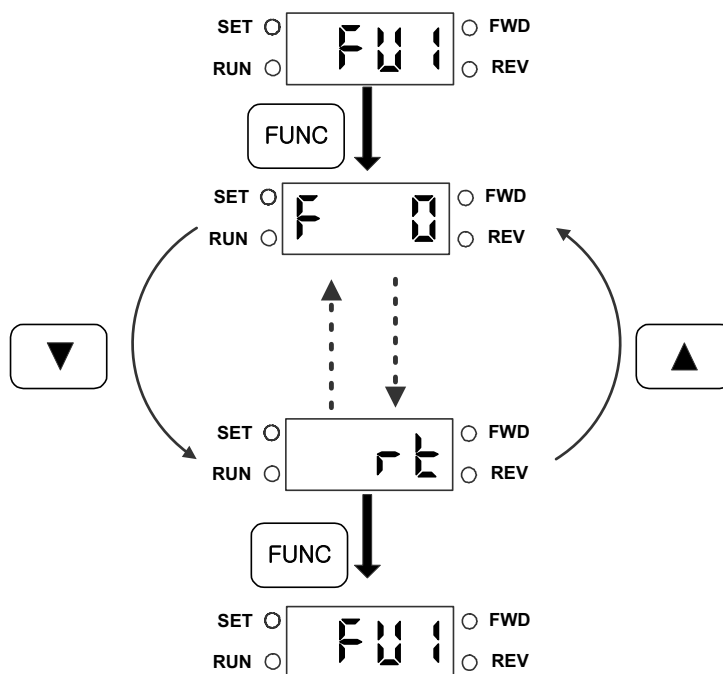 SET FU1 FWD
RUN REV
FUNC
SET F 0 FWD
RUN REV
▼ ▲
SET rt FWD
RUN REV
FUNC
SET FU1 FWD
RUN REV